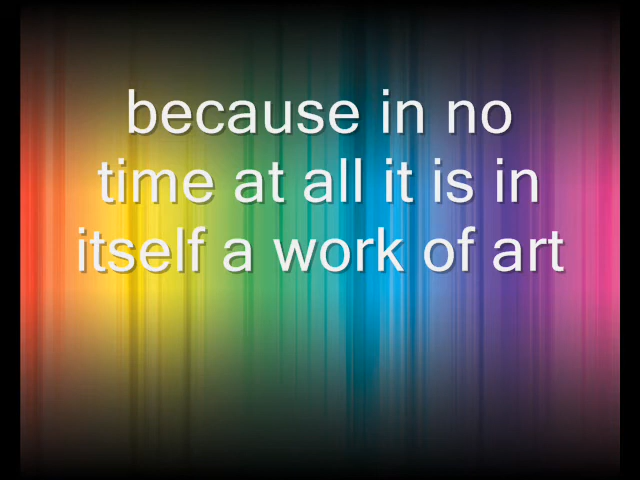 because in no
time at all it is in
itself a work of art